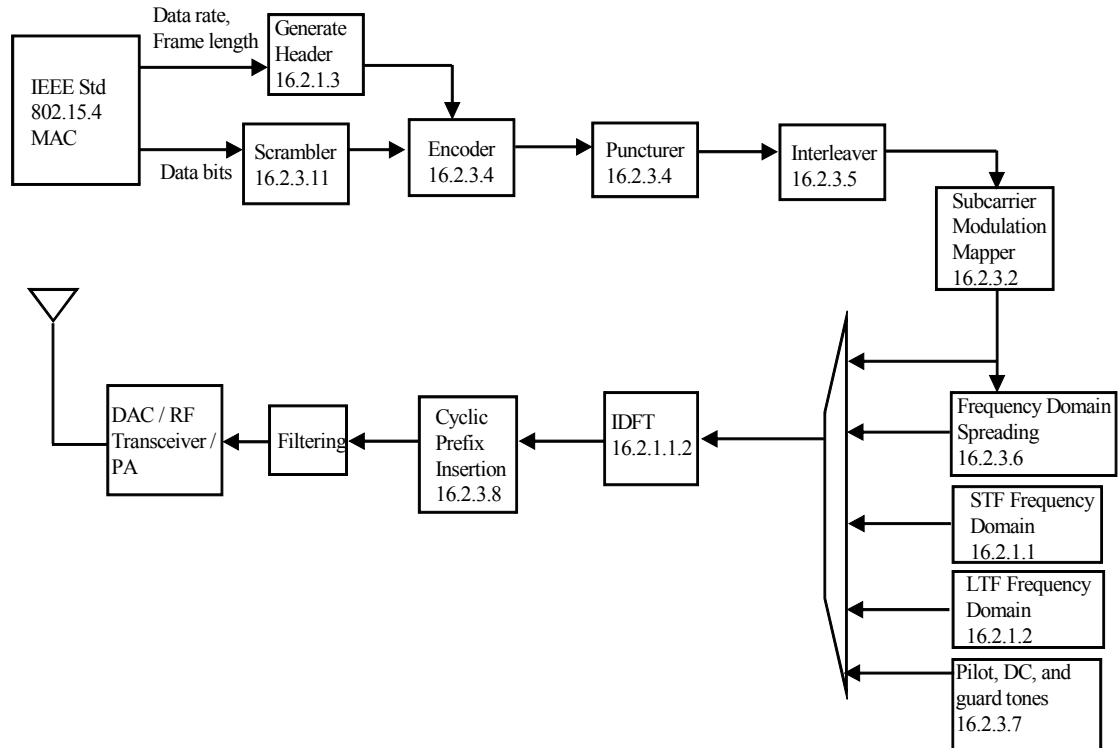 Data rate,
Frame length
Generate
Header
16.2.1.3
IEEE Std
802.15.4
MAC
Data bits
Scrambler
16.2.3.11
Encoder
16.2.3.4
Puncturer
16.2.3.4
Interleaver
16.2.3.5
Subcarrier
Modulation
Mapper
16.2.3.2
DAC / RF
Transceiver /
PA
Filtering
Cyclic
Prefix
Insertion
16.2.3.8
IDFT
16.2.1.1.2
Frequency Domain
Spreading
16.2.3.6
STF Frequency
Domain
16.2.1.1
LTF Frequency
Domain
16.2.1.2
Pilot, DC, and
guard tones
16.2.3.7